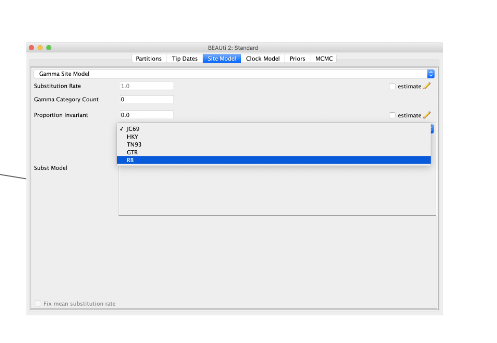 BEAUti 2: Standard
Partitions Tip Dates Site Model Clock Model Priors MCMC
Gamma Site Model
Substitution Rate 1.0 estimate
Gamma Category Count 0
Proportion Invariant 0.0 estimate
JC69
HKY
TN93
GTR
RB
Subst Model
Fix mean substitution rate